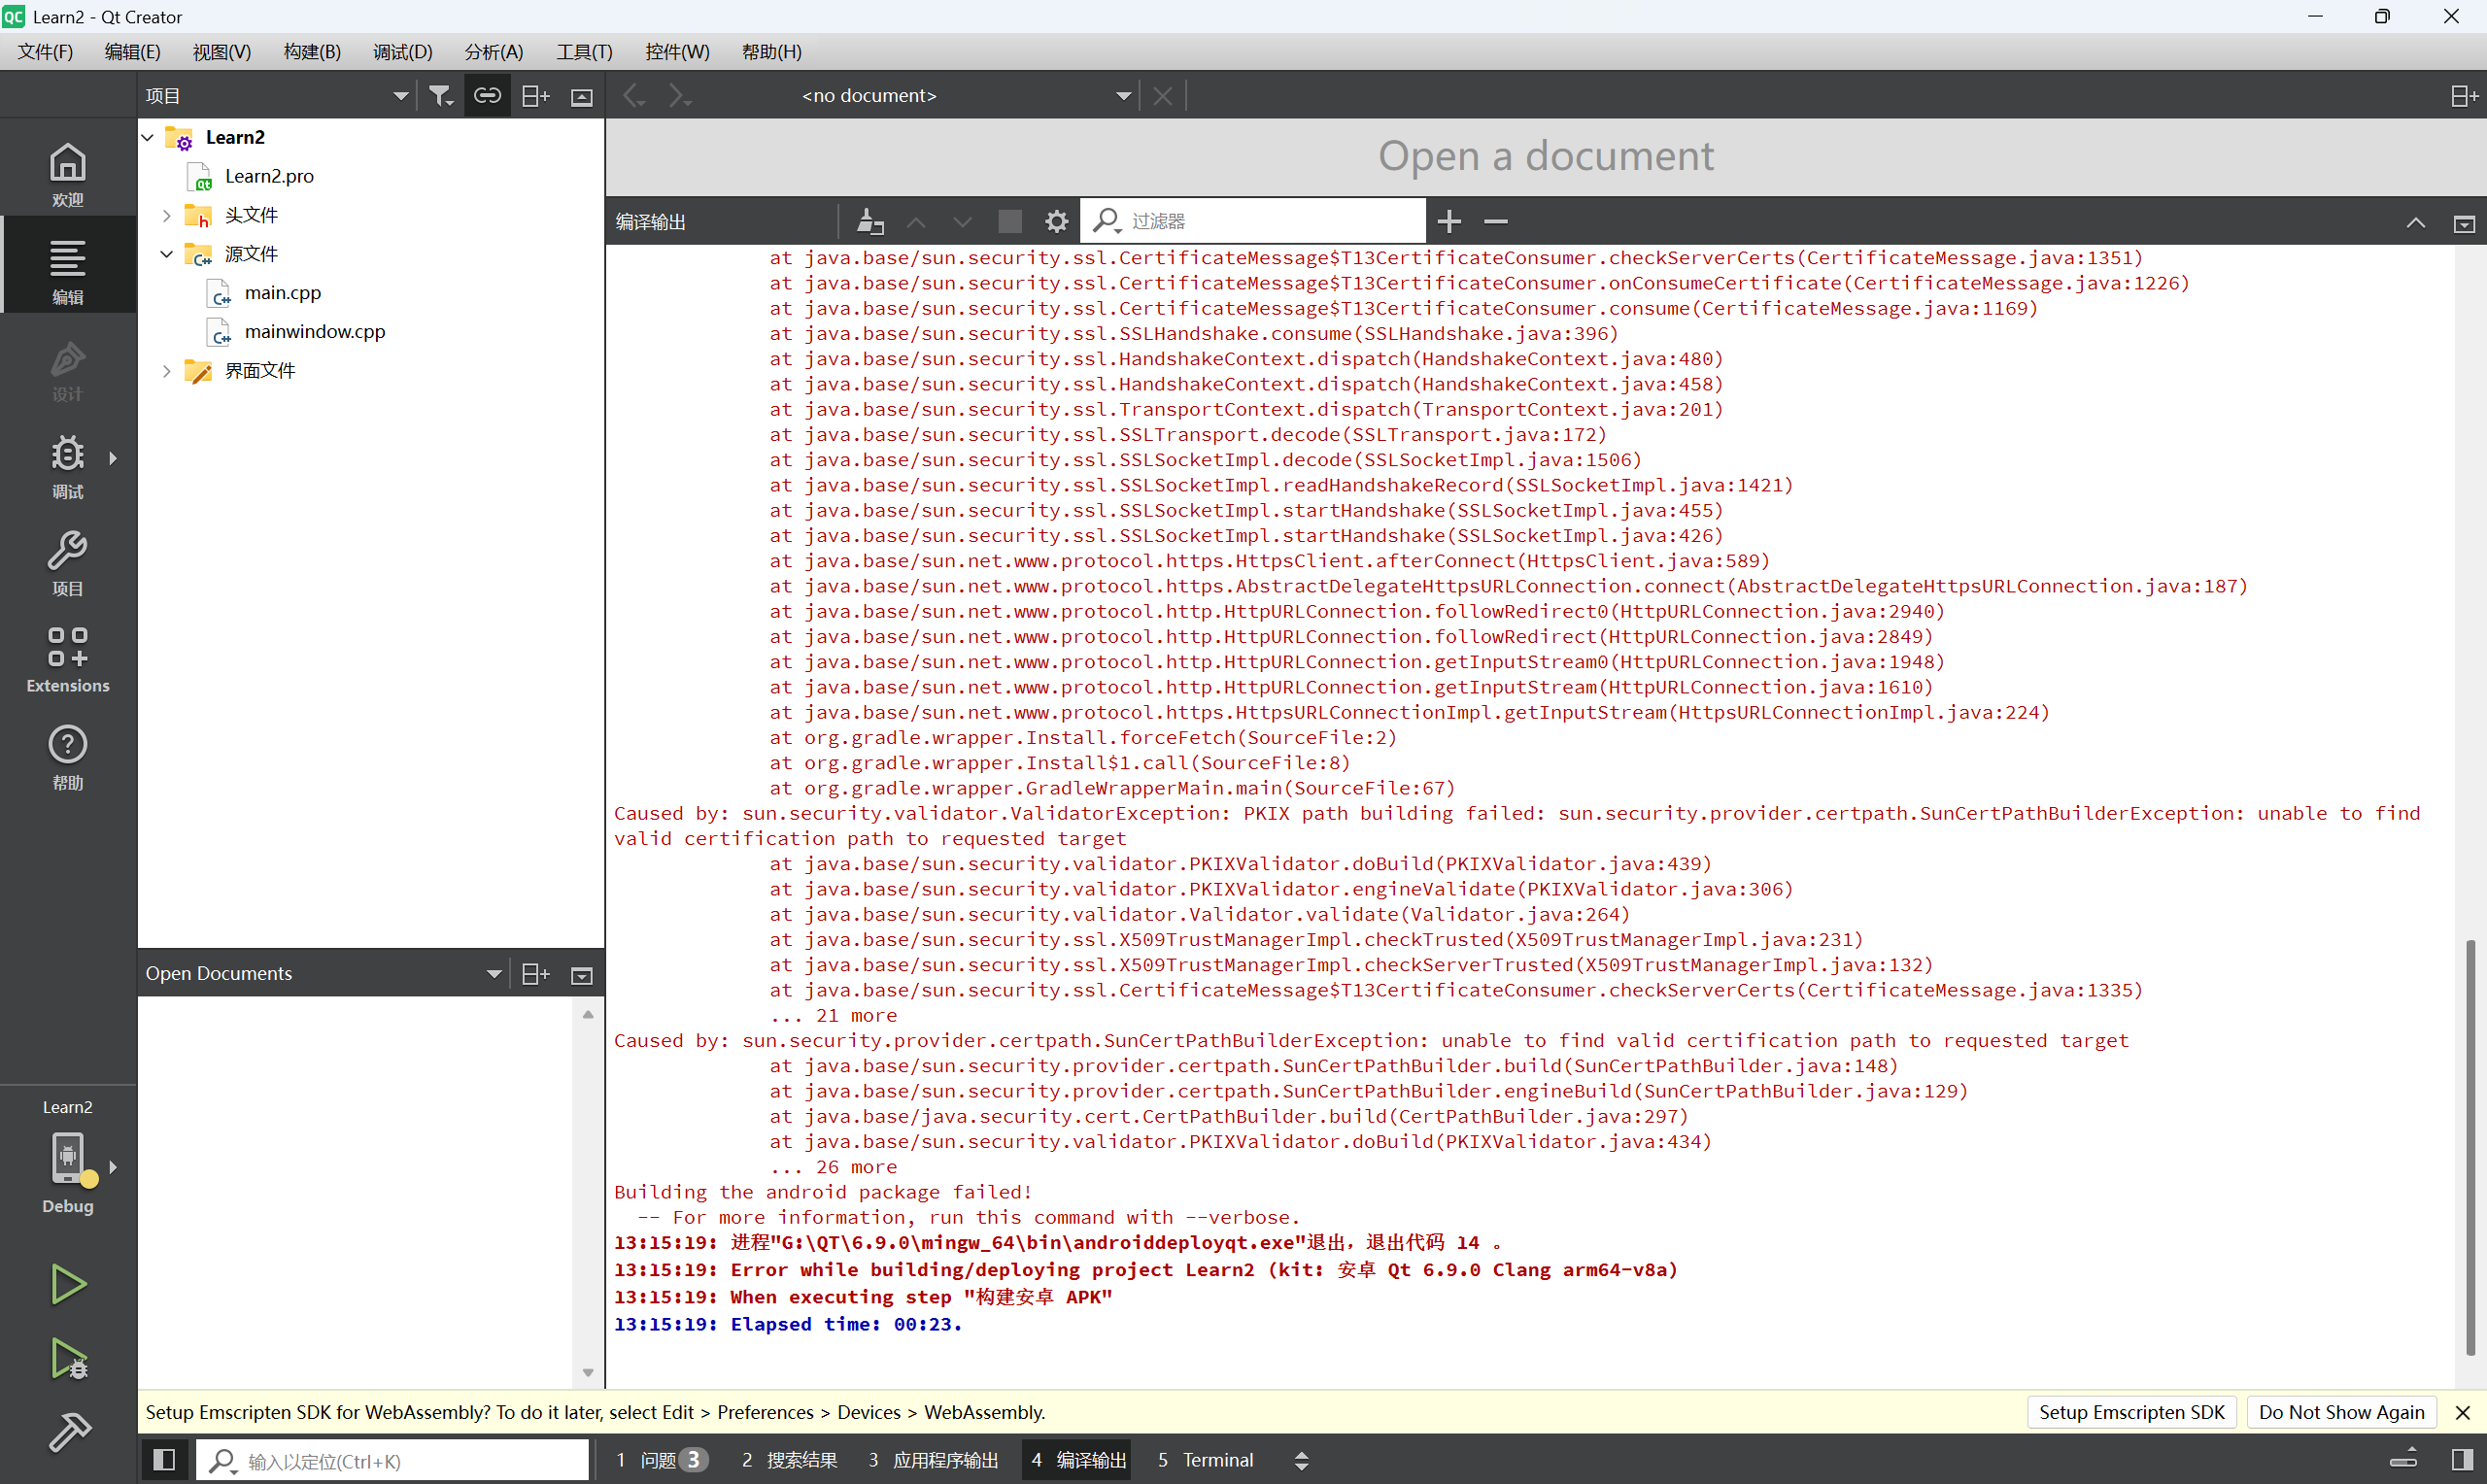 Learn2 - Qt Creator
文件(F) 编辑(E) 视图(V) 构建(B) 调试(D) 分析(A) 工具(T) 控件(W) 帮助(H)
项目
<no document>
欢迎
编辑
设计
调试
项目
Extensions
帮助
Learn2
Debug
Learn2
Learn2.pro
头文件
源文件
main.cpp
mainwindow.cpp
界面文件
Open Documents
Open a document
编译输出
过滤器
at java.base/sun.security.ssl.CertificateMessage$T13CertificateConsumer.checkServerCerts(CertificateMessage.java:1351)
at java.base/sun.security.ssl.CertificateMessage$T13CertificateConsumer.onConsumeCertificate(CertificateMessage.java:1226)
at java.base/sun.security.ssl.CertificateMessage$T13CertificateConsumer.consume(CertificateMessage.java:1169)
at java.base/sun.security.ssl.SSLHandshake.consume(SSLHandshake.java:396)
at java.base/sun.security.ssl.HandshakeContext.dispatch(HandshakeContext.java:480)
at java.base/sun.security.ssl.HandshakeContext.dispatch(HandshakeContext.java:458)
at java.base/sun.security.ssl.TransportContext.dispatch(TransportContext.java:201)
at java.base/sun.security.ssl.SSLTransport.decode(SSLTransport.java:172)
at java.base/sun.security.ssl.SSLSocketImpl.decode(SSLSocketImpl.java:1506)
at java.base/sun.security.ssl.SSLSocketImpl.readHandshakeRecord(SSLSocketImpl.java:1421)
at java.base/sun.security.ssl.SSLSocketImpl.startHandshake(SSLSocketImpl.java:455)
at java.base/sun.security.ssl.SSLSocketImpl.startHandshake(SSLSocketImpl.java:426)
at java.base/sun.net.www.protocol.https.HttpsClient.afterConnect(HttpsClient.java:589)
at java.base/sun.net.www.protocol.https.AbstractDelegateHttpsURLConnection.connect(AbstractDelegateHttpsURLConnection.java:187)
at java.base/sun.net.www.protocol.http.HttpURLConnection.followRedirect0(HttpURLConnection.java:2940)
at java.base/sun.net.www.protocol.http.HttpURLConnection.followRedirect(HttpURLConnection.java:2849)
at java.base/sun.net.www.protocol.http.HttpURLConnection.getInputStream0(HttpURLConnection.java:1948)
at java.base/sun.net.www.protocol.http.HttpURLConnection.getInputStream(HttpURLConnection.java:1610)
at java.base/sun.net.www.protocol.https.HttpsURLConnectionImpl.getInputStream(HttpsURLConnectionImpl.java:224)
at org.gradle.wrapper.Install.forceFetch(SourceFile:2)
at org.gradle.wrapper.Install$1.call(SourceFile:8)
at org.gradle.wrapper.GradleWrapperMain.main(SourceFile:67)
Caused by: sun.security.validator.ValidatorException: PKIX path building failed: sun.security.provider.certpath.SunCertPathBuilderException: unable to find
valid certification path to requested target
at java.base/sun.security.validator.PKIXValidator.doBuild(PKIXValidator.java:439)
at java.base/sun.security.validator.PKIXValidator.engineValidate(PKIXValidator.java:306)
at java.base/sun.security.validator.Validator.validate(Validator.java:264)
at java.base/sun.security.ssl.X509TrustManagerImpl.checkTrusted(X509TrustManagerImpl.java:231)
at java.base/sun.security.ssl.X509TrustManagerImpl.checkServerTrusted(X509TrustManagerImpl.java:132)
at java.base/sun.security.ssl.CertificateMessage$T13CertificateConsumer.checkServerCerts(CertificateMessage.java:1335)
... 21 more
Caused by: sun.security.provider.certpath.SunCertPathBuilderException: unable to find valid certification path to requested target
at java.base/sun.security.provider.certpath.SunCertPathBuilder.build(SunCertPathBuilder.java:148)
at java.base/sun.security.provider.certpath.SunCertPathBuilder.engineBuild(SunCertPathBuilder.java:129)
at java.base/java.security.cert.CertPathBuilder.build(CertPathBuilder.java:297)
at java.base/sun.security.validator.PKIXValidator.doBuild(PKIXValidator.java:434)
... 26 more
Building the android package failed!
-- For more information, run this command with --verbose.
13:15:19: 进程"G:\QT\6.9.0\mingw_64\bin\androiddeployqt.exe"退出，退出代码 14 。
13:15:19: Error while building/deploying project Learn2 (kit: 安卓 Qt 6.9.0 Clang arm64-v8a)
13:15:19: When executing step "构建安卓 APK"
13:15:19: Elapsed time: 00:23.
Setup Emscripten SDK for WebAssembly? To do it later, select Edit > Preferences > Devices > WebAssembly. Setup Emscripten SDK Do Not Show Again
输入以定位(Ctrl+K) 1 问题 3 2 搜索结果 3 应用程序输出 4 编译输出 5 Terminal